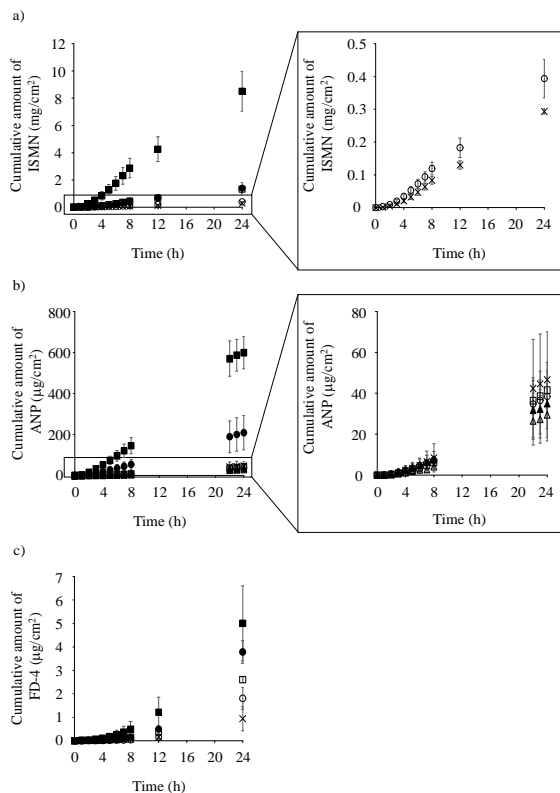 a)
Cumulative amount of
ISMN (mg/cm²)
12
10
8
6
4
2
0
0 4 8 12 16 20 24
Time (h)
Cumulative amount of
ISMN (mg/cm²)
0.5
0.4
0.3
0.2
0.1
0
0 4 8 12 16 20 24
Time (h)
b)
Cumulative amount of
ANP (µg/cm²)
800
600
400
200
0
0 4 8 12 16 20 24
Time (h)
Cumulative amount of
ANP (µg/cm²)
80
60
40
20
0
0 4 8 12 16 20 24
Time (h)
c)
Cumulative amount of
FD-4 (µg/cm²)
7
6
5
4
3
2
1
0
0 4 8 12 16 20 24
Time (h)